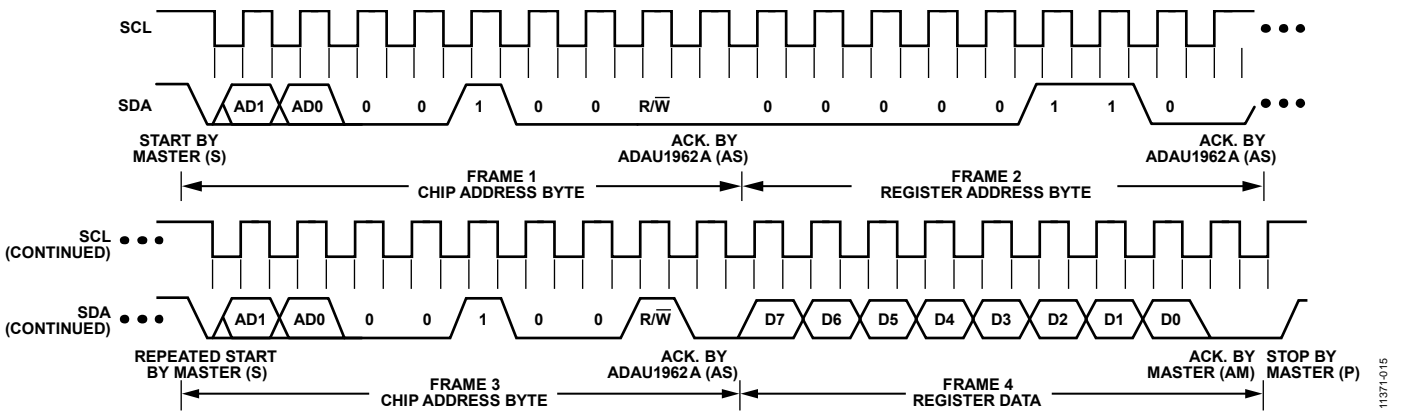 SCL
SDA AD1 AD0 0 0 1 0 0 R/W̅ 0 0 0 0 0 1 1 0
START BY
MASTER (S)
ACK. BY
ADAU1962A (AS)
ACK. BY
ADAU1962A (AS)
FRAME 1
CHIP ADDRESS BYTE
FRAME 2
REGISTER ADDRESS BYTE
SCL
(CONTINUED)
SDA
(CONTINUED)
AD1 AD0 0 0 1 0 0 R/W̅ D7 D6 D5 D4 D3 D2 D1 D0
REPEATED START
BY MASTER (S)
ACK. BY
ADAU1962A (AS)
ACK. BY
MASTER (AM)
STOP BY
MASTER (P)
FRAME 3
CHIP ADDRESS BYTE
FRAME 4
REGISTER DATA
11371-015